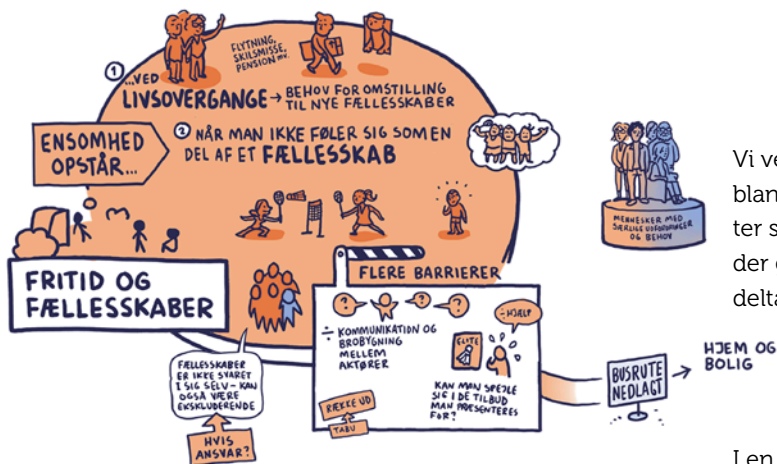 1
...VED
LIVSOVERGANGE → BEHOV FOR OMSTILLING
TIL NYE FÆLLESSKABER
FLYTNING,
SKILSMISSE,
PENSION mv.
ENSOMHED
OPSTÅR...
2 NÅR MAN IKKE FØLER SIG SOM EN
DEL AF ET FÆLLESKAB
FRITID OG
FÆLLESKABER
FLERE BARRIERER
? ? ? ?
÷ KOMMUNIKATION OG
BROBYGNING
MELLEM
AKTØRER
÷HJÆLP
ELITE
KAN MAN SPEJLE
SIG I DE TILBUD
MAN PRÆSENTERES
FOR?
RÆKKE UD
TABU
FÆLLESKABER
ER IKKE SVARET
I SIG SELV - KAN
OGSÅ VÆRE
EKSKLUDERENDE
HVIS
ANSVAR?
BUSRUTE
NEDLAGT
→ HJEM OG
BOLIG
MENNESKER MED
SÆRLIGE UDFORDRINGER
OG BEHOV
Vi ve
blan
ter s
der
delta
I en